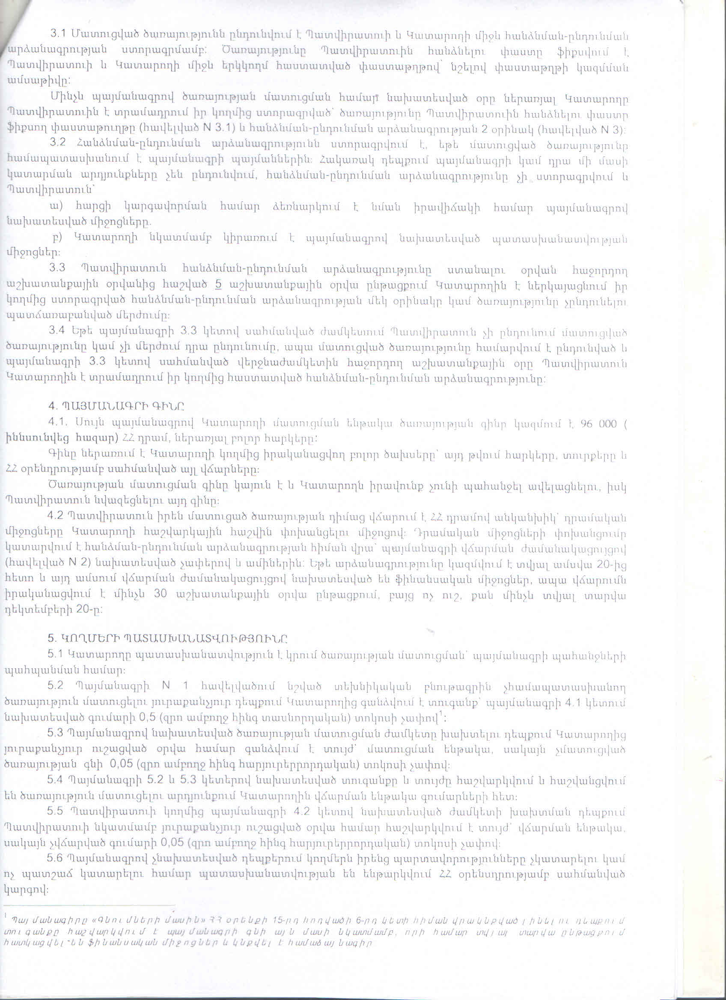 3.1 Մատուցված ծառայությունն ընդունվում է Պատվիրատուի և Կատարողի միջև հանձնման-ընդունման
արձանագրության ստորագրմամբ: Ծառայությունը Պատվիրատուին հանձնելու փաստը ֆիքսվում է
Պատվիրատուի և Կատարողի միջև երկկողմ հաստատված փաստաթղթով՝ նշելով փաստաթղթի կազմման
ամսաթիվը:
Մինչև պայմանագրով ծառայության մատուցման համար նախատեսված օրը ներառյալ Կատարողը
Պատվիրատուին է տրամադրում իր կողմից ստորագրված՝ ծառայությունը Պատվիրատուին հանձնելու փաստը
ֆիքսող փաստաթուղթը (հավելված N 3.1) և հանձնման-ընդունման արձանագրության 2 օրինակ (հավելված N 3):
3.2 Հանձնման-ընդունման արձանագրությունն ստորագրվում է, եթե մատուցված ծառայությունը
համապատասխանում է պայմանագրի պայմաններին: Հակառակ դեպքում պայմանագրի կամ դրա մի մասի
կատարման արդյունքները չեն ընդունվում, հանձնման-ընդունման արձանագրությունը չի ստորագրվում և
Պատվիրատուն՝
ա) հարցի կարգավորման համար ձեռնարկում է նման իրավիճակի համար պայմանագրով
նախատեսված միջոցները.
բ) Կատարողի նկատմամբ կիրառում է պայմանագրով նախատեսված պատասխանատվության
միջոցներ:
3.3 Պատվիրատուն հանձնման-ընդունման արձանագրությունը ստանալու օրվան հաջորդող
աշխատանքային օրվանից հաշված 5 աշխատանքային օրվա ընթացքում Կատարողին է ներկայացնում իր
կողմից ստորագրված հանձնման-ընդունման արձանագրության մեկ օրինակը կամ ծառայությունը չընդունելու
պատճառաբանված մերժումը:
3.4 Եթե պայմանագրի 3.3 կետով սահմանված ժամկետում Պատվիրատուն չի ընդունում մատուցված
ծառայությունը կամ չի մերժում դրա ընդունումը, ապա մատուցված ծառայությունը համարվում է ընդունված և
պայմանագրի 3.3 կետով սահմանված վերջնաժամկետին հաջորդող աշխատանքային օրը Պատվիրատուն
Կատարողին է տրամադրում իր կողմից հաստատված հանձնման-ընդունման արձանագրությունը:
4. ՊԱՅՄԱՆԱԳՐԻ ԳԻՆԸ
4.1. Սույն պայմանագրով Կատարողի մատուցման ենթակա ծառայության գինը կազմում է 96 000 (
իննսունվեց հազար) ՀՀ դրամ, ներառյալ բոլոր հարկերը:
Գինը ներառում է Կատարողի կողմից իրականացվող բոլոր ծախսերը՝ այդ թվում հարկերը, տուրքերը և
ՀՀ օրենդրությամբ սահմանված այլ վճարները:
Ծառայության մատուցման գինը կայուն է և Կատարողն իրավունք չունի պահանջել ավելացնելու, իսկ
Պատվիրատուն նվազեցնելու այդ գինը:
4.2 Պատվիրատուն իրեն մատուցած ծառայության դիմաց վճարում է ՀՀ դրամով անկանխիկ՝ դրամական
միջոցները Կատարողի հաշվարկային հաշվին փոխանցելու միջոցով: Դրամական միջոցների փոխանցումը
կատարվում է հանձման-ընդունման արձանագրության հիման վրա՝ պայմանագրի վճարման ժամանակացույցով
(հավելված N 2) նախատեսված չափերով և ամիներին: Եթե արձանագրությունը կազմվում է տվյալ ամսվա 20-ից
հետո և այդ ամսում վճարման ժամանակացույցով նախատեսված են ֆինանսական միջոցներ, ապա վճարումն
իրականացվում է մինչև 30 աշխատանքային օրվա ընթացքում, բայց ոչ ուշ, քան մինչև տվյալ տարվա
դեկտեմբերի 20-ը:
5. ԿՈՂՄԵՐԻ ՊԱՏԱՍԽԱՆԱՏՎՈՒԹՅՈՒՆԸ
5.1 Կատարողը պատասխանատվություն է կրում ծառայության մատուցման՝ պայմանագրի պահանջների
պահպանման համար:
5.2 Պայմանագրի N 1 հավելվածում նշված տեխնիկական բնութագրին չհամապատասխանող
ծառայություն մատուցելու յուրաքանչյուր դեպքում Կատարողից գանձվում է տուգանք՝ պայմանագրի 4.1 կետում
նախատեսված գումարի 0,5 (զրո ամբողջ հինգ տասնորդական) տոկոսի չափով¹:
5.3 Պայմանագրով նախատեսված ծառայության մատուցման ժամկետը խախտելու դեպքում Կատարողից
յուրաքանչյուր ուշացված օրվա համար գանձվում է տույժ՝ մատուցման ենթակա, սակայն չմատուցված
ծառայության գնի 0,05 (զրո ամբողջ հինգ հարյուրերրորդական) տոկոսի չափով:
5.4 Պայմանագրի 5.2 և 5.3 կետերով նախատեսված տուգանքը և տույժը հաշվարկվում և հաշվանցվում
են ծառայություն մատուցելու արդյունքում Կատարողին վճարման ենթակա գումարների հետ:
5.5 Պատվիրատուի կողմից պայմանագրի 4.2 կետով նախատեսված ժամկետի խախտման դեպքում
Պատվիրատուի նկատմամբ յուրաքանչյուր ուշացված օրվա համար հաշվարկվում է տույժ՝ վճարման ենթակա,
սակայն չվճարված գումարի 0,05 (զրո ամբողջ հինգ հարյուրերրորդական) տոկոսի չափով:
5.6 Պայմանագրով չնախատեսված դեպքերում կողմերն իրենց պարտավորությունները չկատարելու կամ
ոչ պատշաճ կատարելու համար պատասխանատվության են ենթարկվում ՀՀ օրենսդրությամբ սահմանված
կարգով:
¹ Պայմանագիրը «Գնումների մասին» ՀՀ օրենքի 15-րդ հոդվածի 6-րդ կետի հիման վրա կնքված լինելու դեպքում
տուգանքը հաշվարկվում է պայմանագրի գնի այն մասի նկատմամբ, որի համար տվյալ տարվա ընթացքում
հատկացվել են ֆինանսական միջոցներ և կնքվել է համաձայնագիր